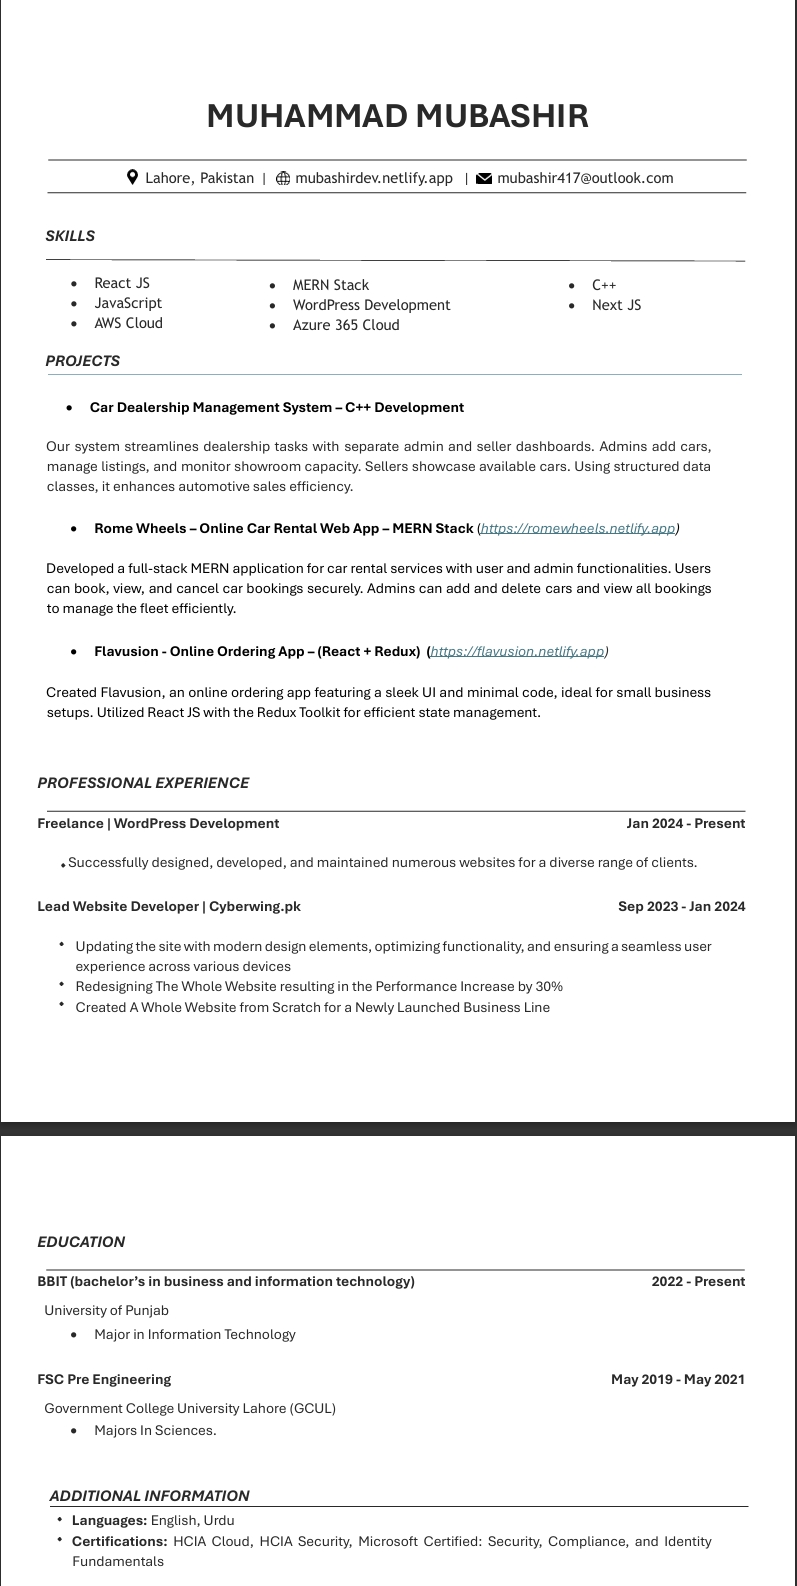 MUHAMMAD MUBASHIR
Lahore, Pakistan | mubashirdev.netlify.app | mubashir417@outlook.com
SKILLS
• React JS
• JavaScript
• AWS Cloud
• MERN Stack
• WordPress Development
• Azure 365 Cloud
• C++
• Next JS
PROJECTS
• Car Dealership Management System – C++ Development
Our system streamlines dealership tasks with separate admin and seller dashboards. Admins add cars,
manage listings, and monitor showroom capacity. Sellers showcase available cars. Using structured data
classes, it enhances automotive sales efficiency.
• Rome Wheels – Online Car Rental Web App – MERN Stack (https://romewheels.netlify.app)
Developed a full-stack MERN application for car rental services with user and admin functionalities. Users
can book, view, and cancel car bookings securely. Admins can add and delete cars and view all bookings
to manage the fleet efficiently.
• Flavusion - Online Ordering App – (React + Redux) (https://flavusion.netlify.app)
Created Flavusion, an online ordering app featuring a sleek UI and minimal code, ideal for small business
setups. Utilized React JS with the Redux Toolkit for efficient state management.
PROFESSIONAL EXPERIENCE
Freelance | WordPress Development Jan 2024 - Present
• Successfully designed, developed, and maintained numerous websites for a diverse range of clients.
Lead Website Developer | Cyberwing.pk Sep 2023 - Jan 2024
• Updating the site with modern design elements, optimizing functionality, and ensuring a seamless user
experience across various devices
• Redesigning The Whole Website resulting in the Performance Increase by 30%
• Created A Whole Website from Scratch for a Newly Launched Business Line
EDUCATION
BBIT (bachelor’s in business and information technology) 2022 - Present
University of Punjab
• Major in Information Technology
FSC Pre Engineering May 2019 - May 2021
Government College University Lahore (GCUL)
• Majors In Sciences.
ADDITIONAL INFORMATION
• Languages: English, Urdu
• Certifications: HCIA Cloud, HCIA Security, Microsoft Certified: Security, Compliance, and Identity
Fundamentals